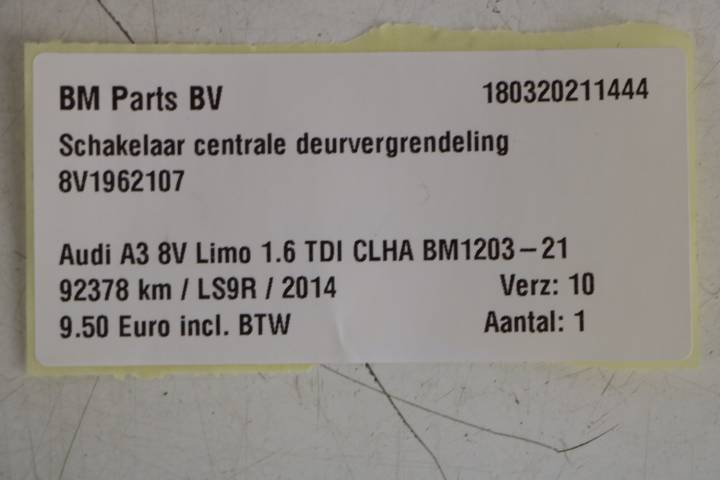 BM Parts BV 180320211444
Schakelaar centrale deurvergrendeling
8V1962107
Audi A3 8V Limo 1.6 TDI CLHA BM1203-21
92378 km / LS9R / 2014 Verz: 10
9.50 Euro incl. BTW Aantal: 1